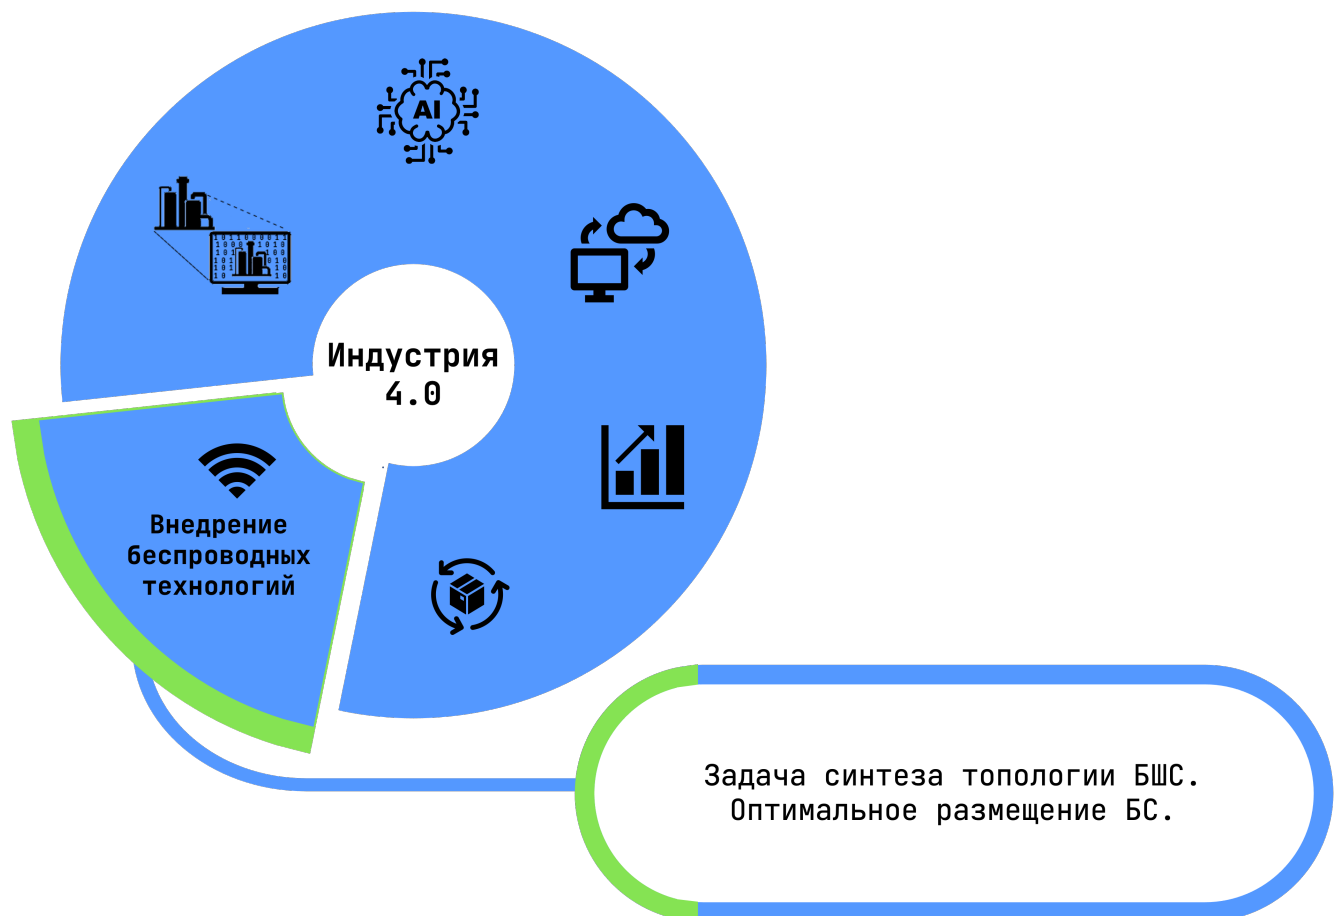 AI
Индустрия
4.0
Внедрение
беспроводных
технологий
Задача синтеза топологии БШС.
Оптимальное размещение БС.